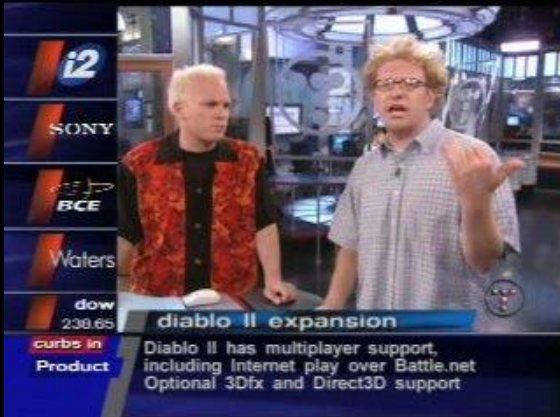 i2
SONY
BCE
Waters
dow
238.65
diablo II expansion
curbs in
Product
Diablo II has multiplayer support,
including Internet play over Battle.net
Optional 3Dfx and Direct3D support